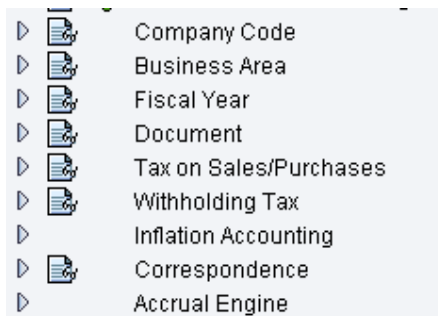 Company Code
Business Area
Fiscal Year
Document
Tax on Sales/Purchases
Withholding Tax
Inflation Accounting
Correspondence
Accrual Engine